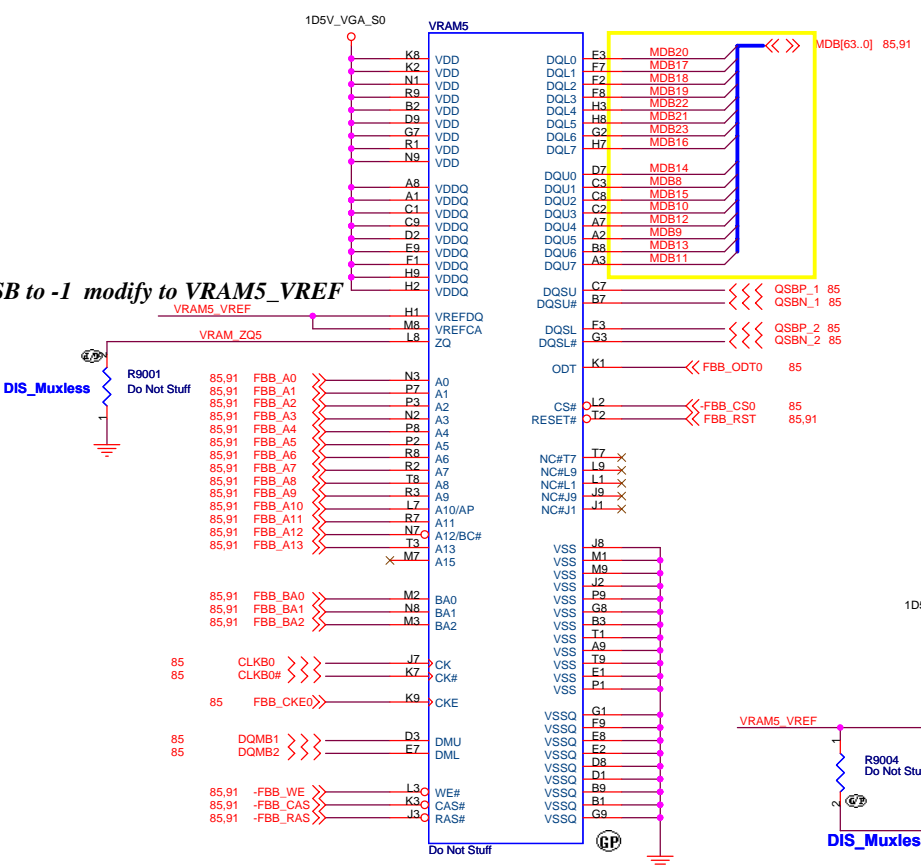 1D5V_VGA_S0
VRAM5
K8 VDD
K2 VDD
N1 VDD
R9 VDD
B2 VDD
D9 VDD
G7 VDD
R1 VDD
N9 VDD
A8 VDDQ
A1 VDDQ
C1 VDDQ
C9 VDDQ
D2 VDDQ
E9 VDDQ
F1 VDDQ
H9 VDDQ
H2 VDDQ
DQL0 E3 MDB20
DQL1 F7 MDB17
DQL2 F2 MDB18
DQL3 F8 MDB19
DQL4 H3 MDB22
DQL5 H8 MDB21
DQL6 G2 MDB23
DQL7 H7 MDB16
MDB[63..0] 85,91
DQU0 D7 MDB14
DQU1 C3 MDB8
DQU2 C8 MDB15
DQU3 C2 MDB10
DQU4 A7 MDB12
DQU5 A2 MDB9
DQU6 B8 MDB13
DQU7 A3 MDB11
SB to -1 modify to VRAM5_VREF
VRAM5_VREF H1 VREFDQ
M8 VREFCA
VRAM_ZQ5 L8 ZQ
DQSU C7 QSBP_1 85
DQSU# B7 QSBN_1 85
DQSL F3 QSBP_2 85
DQSL# G3 QSBN_2 85
ODT K1 FBB_ODT0 85
CS# L2 -FBB_CS0 85
RESET# T2 FBB_RST 85,91
2
G/P
R9001
Do Not Stuff
DIS_Muxless
1
85,91 FBB_A0 N3 A0
85,91 FBB_A1 P7 A1
85,91 FBB_A2 P3 A2
85,91 FBB_A3 N2 A3
85,91 FBB_A4 P8 A4
85,91 FBB_A5 P2 A5
85,91 FBB_A6 R8 A6
85,91 FBB_A7 R2 A7
85,91 FBB_A8 T8 A8
85,91 FBB_A9 R3 A9
85,91 FBB_A10 L7 A10/AP
85,91 FBB_A11 R7 A11
85,91 FBB_A12 N7 A12/BC#
85,91 FBB_A13 T3 A13
M7 A15
NC#T7 T7
NC#L9 L9
NC#L1 L1
NC#J9 J9
NC#J1 J1
85,91 FBB_BA0 M2 BA0
85,91 FBB_BA1 N8 BA1
85,91 FBB_BA2 M3 BA2
85 CLKB0 J7 CK
85 CLKB0# K7 CK#
85 FBB_CKE0 K9 CKE
85 DQMB1 D3 DMU
85 DQMB2 E7 DML
85,91 -FBB_WE L3 WE#
85,91 -FBB_CAS K3 CAS#
85,91 -FBB_RAS J3 RAS#
VSS J8
VSS M1
VSS M9
VSS J2
VSS P9
VSS G8
VSS B3
VSS T1
VSS A9
VSS T9
VSS E1
VSS P1
VSSQ G1
VSSQ F9
VSSQ E8
VSSQ E2
VSSQ D8
VSSQ D1
VSSQ B9
VSSQ B1
VSSQ G9
Do Not Stuff
GP
1D5
VRAM5_VREF
1
R9004
Do Not Stu
2
G/P
DIS_Muxles